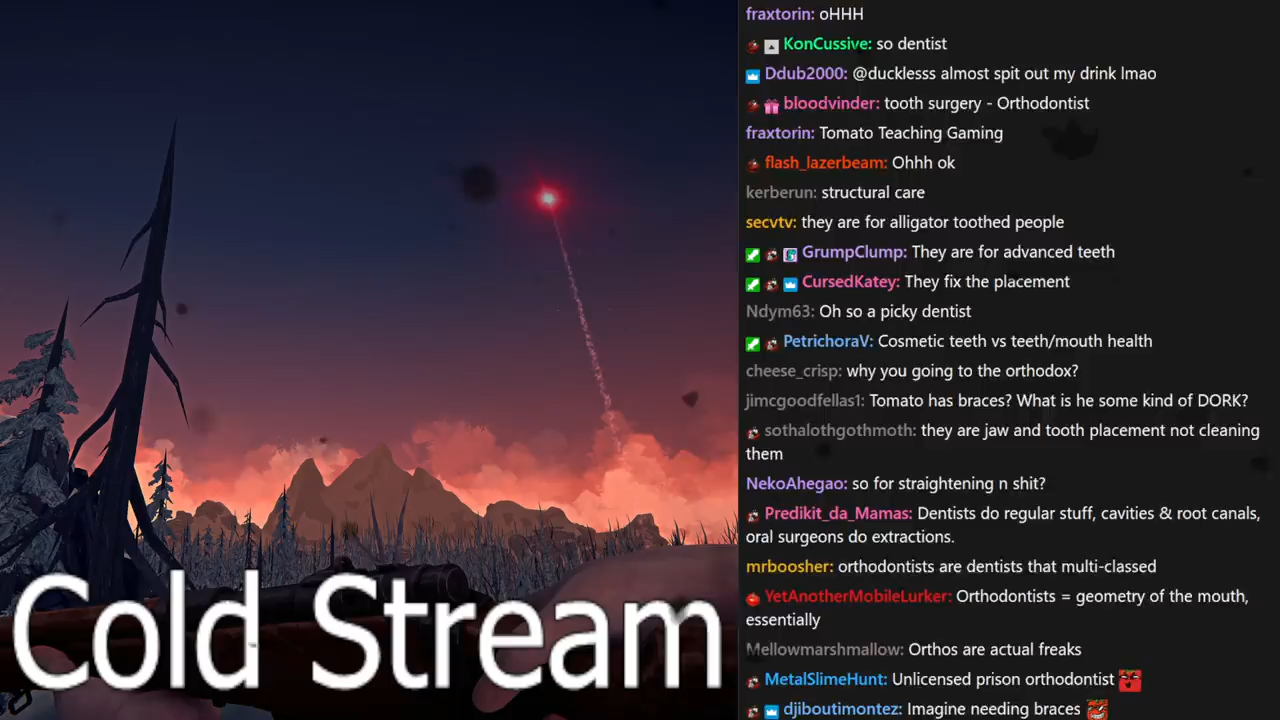 fraxtorin: oHHH
KonCussive: so dentist
Ddub2000: @ducklesss almost spit out my drink lmao
bloodvinder: tooth surgery - Orthodontist
fraxtorin: Tomato Teaching Gaming
flash_lazerbeam: Ohhh ok
kerberun: structural care
secvtv: they are for alligator toothed people
GrumpClump: They are for advanced teeth
CursedKatey: They fix the placement
Ndym63: Oh so a picky dentist
PetrichoraV: Cosmetic teeth vs teeth/mouth health
cheese_crisp: why you going to the orthodox?
jimcgoodfellas1: Tomato has braces? What is he some kind of DORK?
sothalothgothmoth: they are jaw and tooth placement not cleaning
them
NekoAhegao: so for straightening n shit?
Predikit_da_Mamas: Dentists do regular stuff, cavities & root canals,
oral surgeons do extractions.
mrboosher: orthodontists are dentists that multi-classed
YetAnotherMobileLurker: Orthodontists = geometry of the mouth,
essentially
Mellowmarshmallow: Orthos are actual freaks
MetalSlimeHunt: Unlicensed prison orthodontist
djiboutimontez: Imagine needing braces
Cold Stream